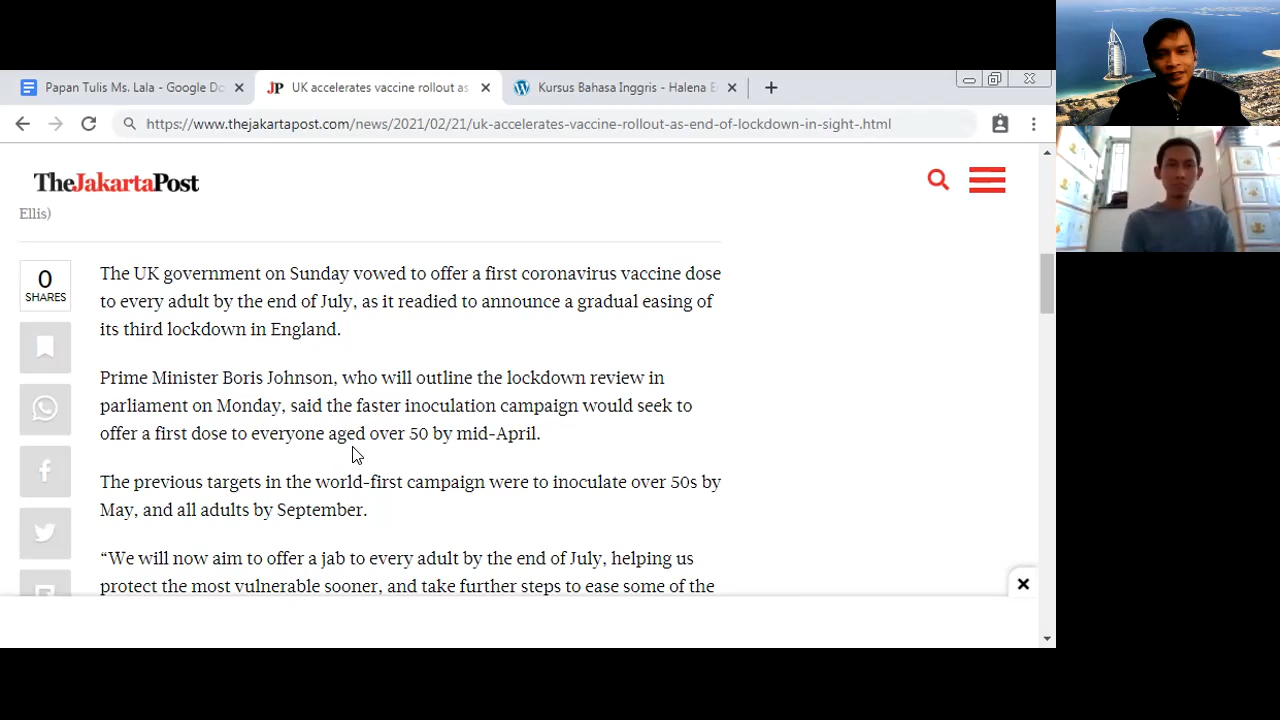 Papan Tulis Ms. Lala - Google Do
UK accelerates vaccine rollout as
Kursus Bahasa Inggris - Halena E
https://www.thejakartapost.com/news/2021/02/21/uk-accelerates-vaccine-rollout-as-end-of-lockdown-in-sight-.html
TheJakartaPost
Ellis)
0
SHARES
The UK government on Sunday vowed to offer a first coronavirus vaccine dose
to every adult by the end of July, as it readied to announce a gradual easing of
its third lockdown in England.
Prime Minister Boris Johnson, who will outline the lockdown review in
parliament on Monday, said the faster inoculation campaign would seek to
offer a first dose to everyone aged over 50 by mid-April.
The previous targets in the world-first campaign were to inoculate over 50s by
May, and all adults by September.
“We will now aim to offer a jab to every adult by the end of July, helping us
protect the most vulnerable sooner, and take further steps to ease some of the